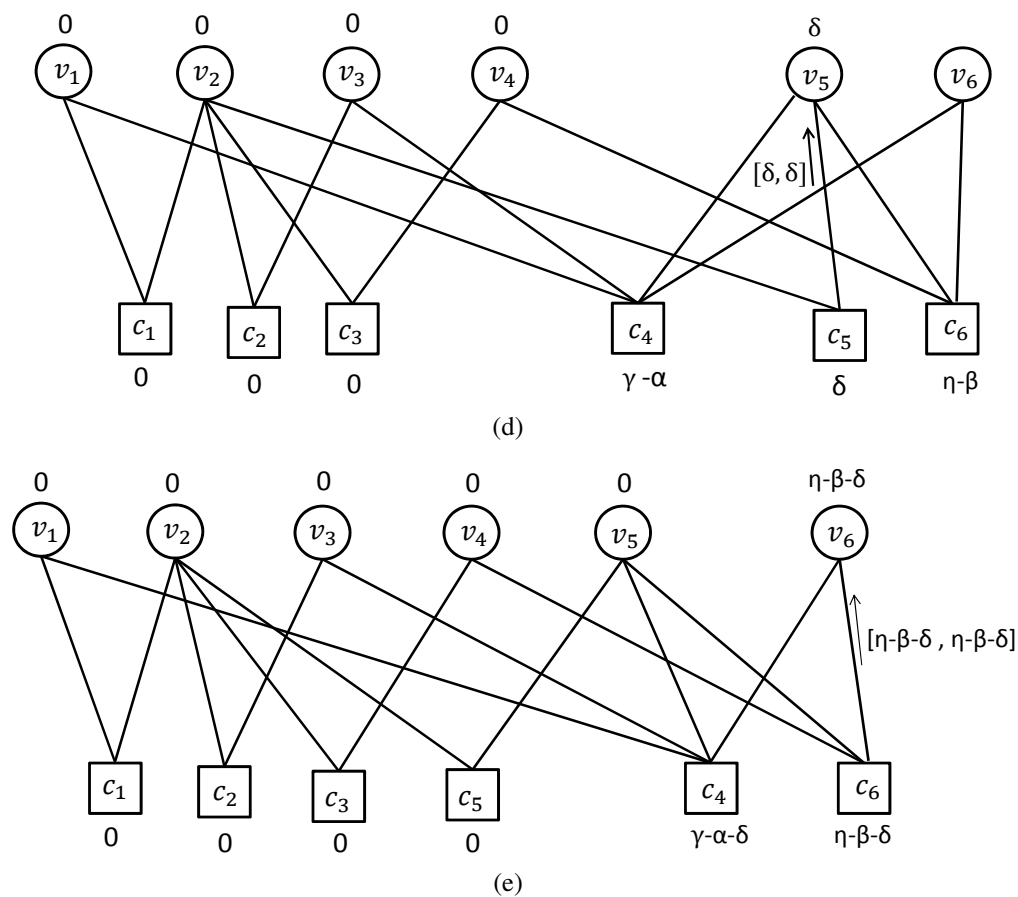 0 0 0 0 δ
v₁ v₂ v₃ v₄ v₅ v₆
[δ, δ]
c₁ c₂ c₃ c₄ c₅ c₆
0 0 0 γ -α δ η-β
(d)
0 0 0 0 0 η-β-δ
v₁ v₂ v₃ v₄ v₅ v₆
[η-β-δ , η-β-δ]
c₁ c₂ c₃ c₅ c₄ c₆
0 0 0 0 γ-α-δ η-β-δ
(e)